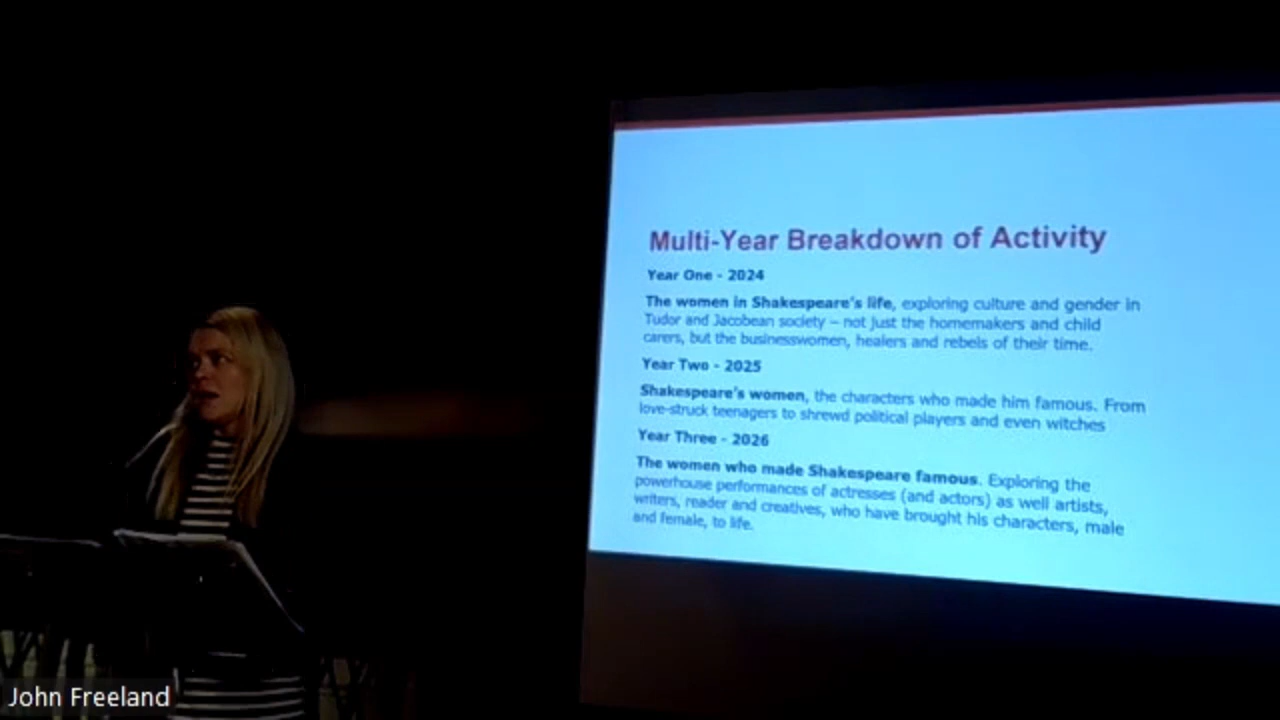 Multi-Year Breakdown of Activity
Year One - 2024
The women in Shakespeare's life, exploring culture and gender in
Tudor and Jacobean society – not just the homemakers and child
carers, but the businesswomen, healers and rebels of their time.
Year Two - 2025
Shakespeare's women, the characters who made him famous. From
love-struck teenagers to shrewd political players and even witches
Year Three - 2026
The women who made Shakespeare famous. Exploring the
powerhouse performances of actresses (and actors) as well artists,
writers, reader and creatives, who have brought his characters, male
and female, to life.
John Freeland